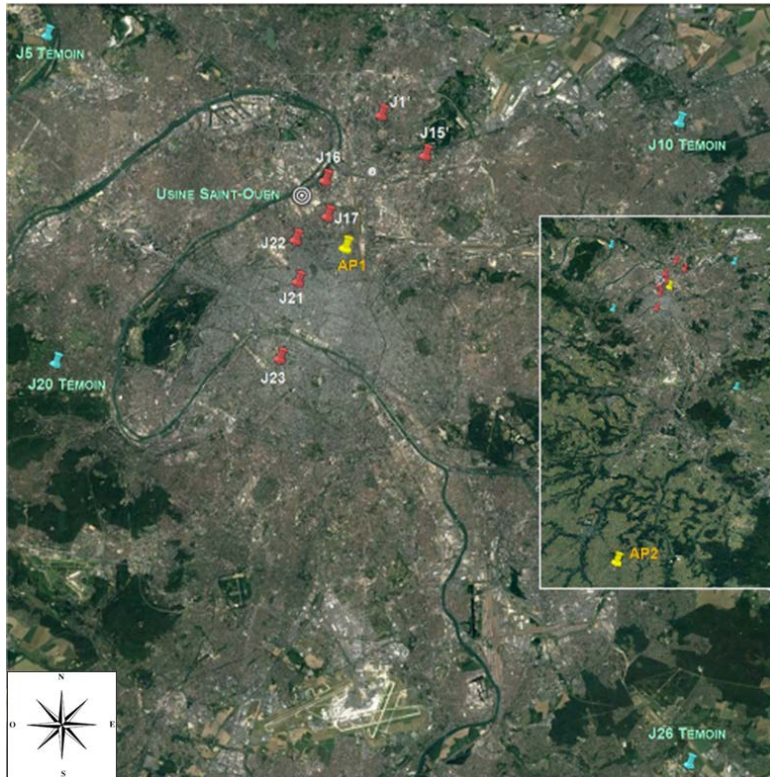 J5 TÉMOIN
J1'
J15'
J10 TÉMOIN
J16
USINE SAINT-OUEN
J17
J22
AP1
J21
J20 TÉMOIN
J23
AP2
N
O E
S
J26 TÉMOIN